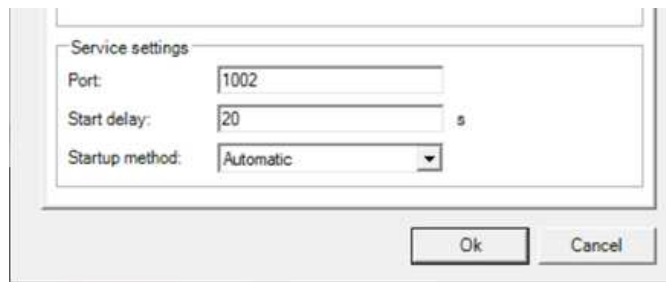 Service settings
Port: 1002
Start delay: 20 s
Startup method: Automatic
Ok Cancel